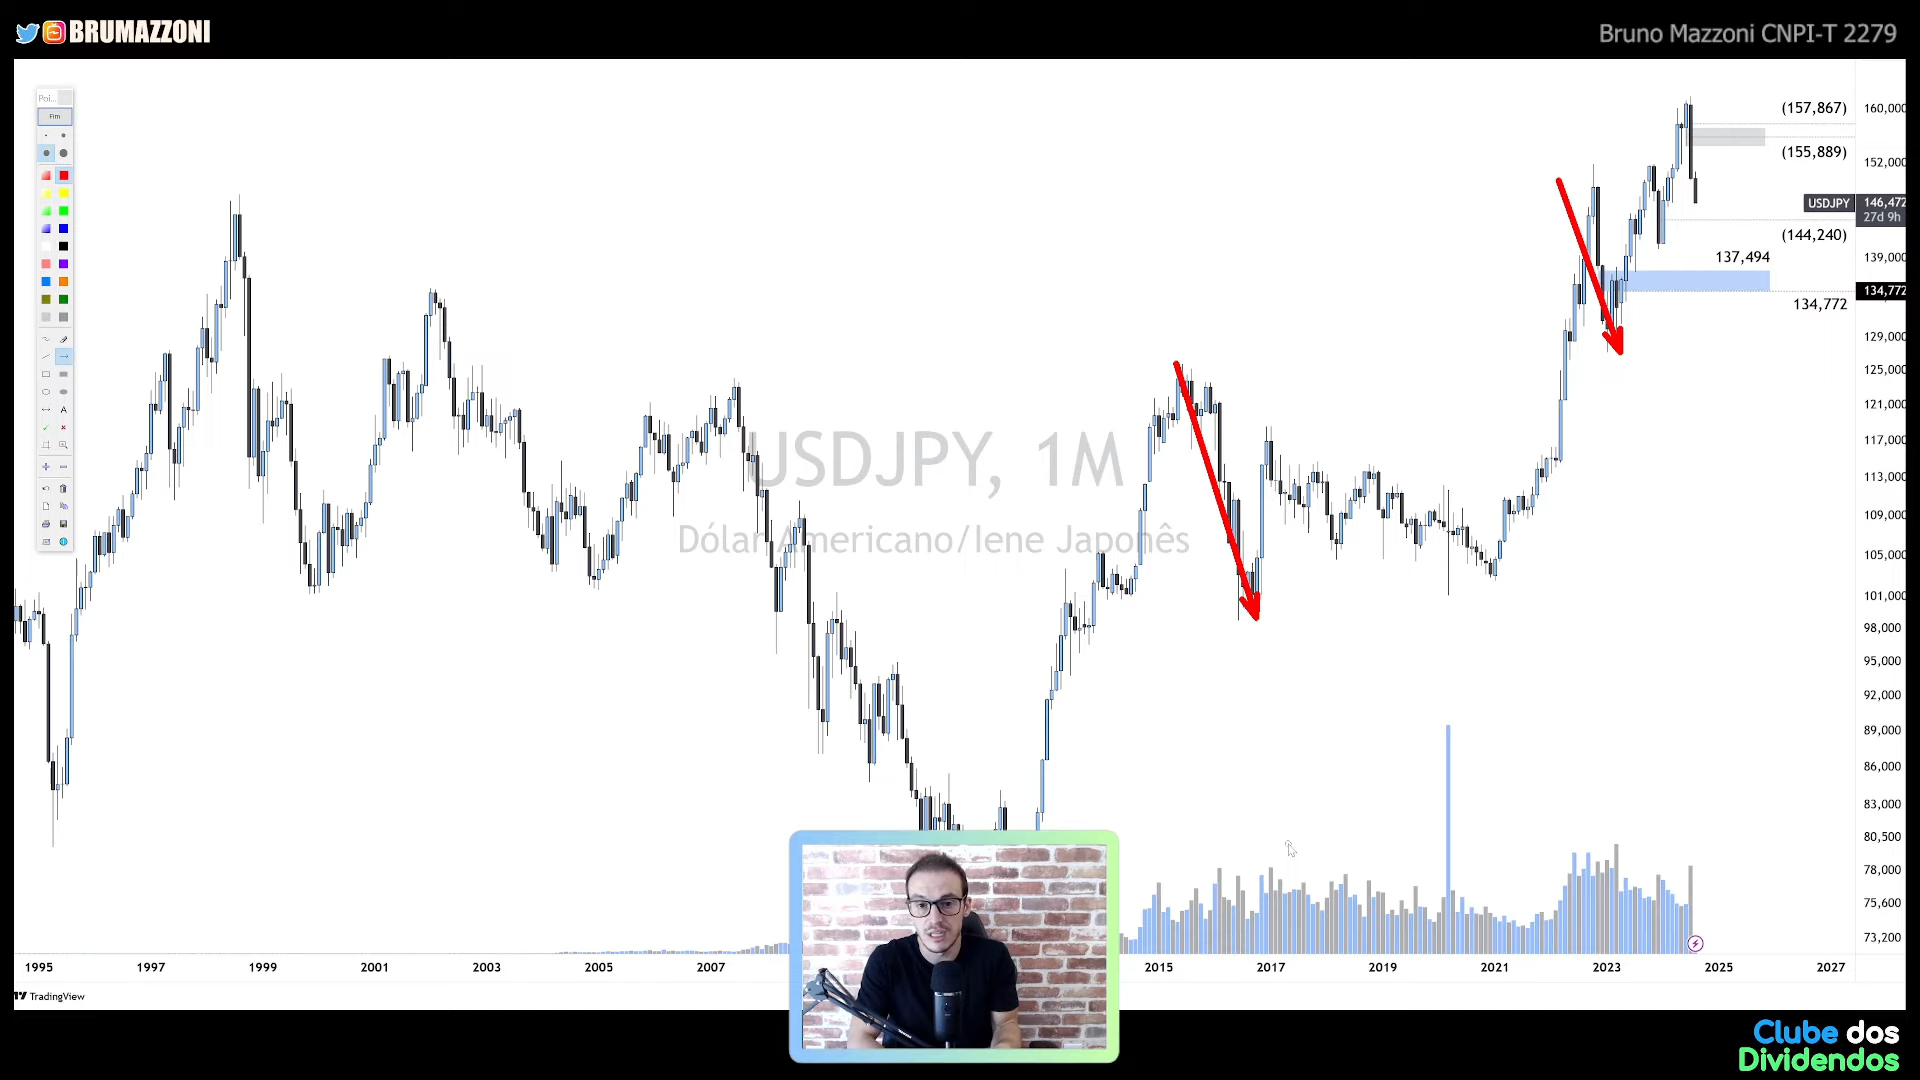 BRUMAZZONI
Bruno Mazzoni CNPI-T 2279
Poi...
Fim
A
USDJPY, 1M
Dólar Americano/Iene Japonês
(157,867)
(155,889)
USDJPY
146,472
27d 9h
(144,240)
137,494
134,772
160,000
152,000
139,000
134,772
129,000
125,000
121,000
117,000
113,000
109,000
105,000
101,000
98,000
95,000
92,000
89,000
86,000
83,000
80,500
78,000
75,600
73,200
1995 1997 1999 2001 2003 2005 2007 2015 2017 2019 2021 2023 2025 2027
TradingView
Clube dos
Dividendos